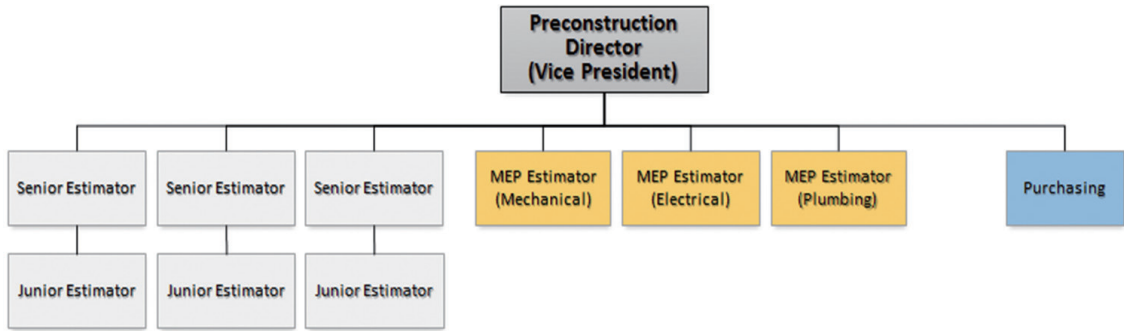 Preconstruction
Director
(Vice President)
Senior Estimator
Senior Estimator
Senior Estimator
MEP Estimator
(Mechanical)
MEP Estimator
(Electrical)
MEP Estimator
(Plumbing)
Purchasing
Junior Estimator
Junior Estimator
Junior Estimator